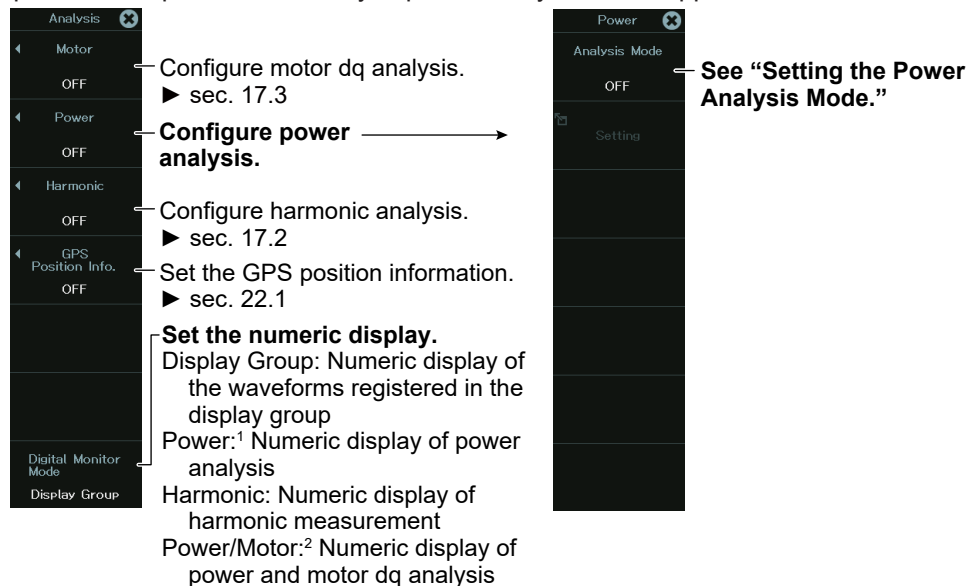 Analysis
Motor
OFF
Power
OFF
Harmonic
OFF
GPS
Position Info.
OFF
Digital Monitor
Mode
Display Group
Configure motor dq analysis.
► sec. 17.3
Configure power
analysis.
Configure harmonic analysis.
► sec. 17.2
Set the GPS position information.
► sec. 22.1
Set the numeric display.
Display Group: Numeric display of
the waveforms registered in the
display group
Power:¹ Numeric display of power
analysis
Harmonic: Numeric display of
harmonic measurement
Power/Motor:² Numeric display of
power and motor dq analysis
Power
Analysis Mode
OFF
Setting
See “Setting the Power
Analysis Mode.”